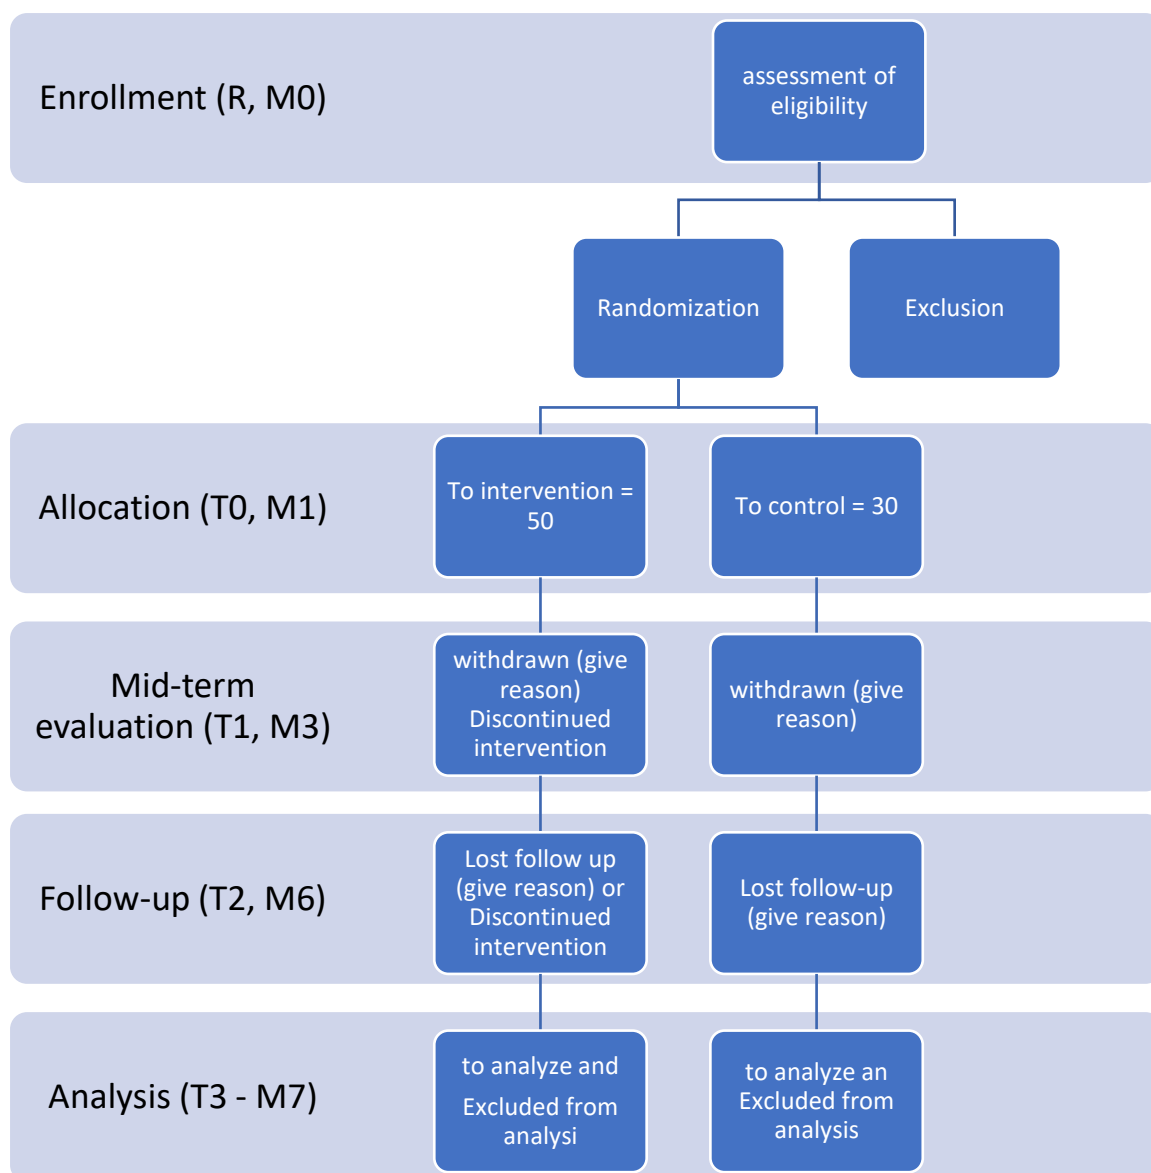 Enrollment (R, M0)
assessment of
eligibility
Randomization
Exclusion
Allocation (T0, M1)
To intervention =
50
To control = 30
Mid-term
evaluation (T1, M3)
withdrawn (give
reason)
Discontinued
intervention
withdrawn (give
reason)
Follow-up (T2, M6)
Lost follow up
(give reason) or
Discontinued
intervention
Lost follow-up
(give reason)
Analysis (T3 - M7)
to analyze and
Excluded from
analysi
to analyze an
Excluded from
analysis